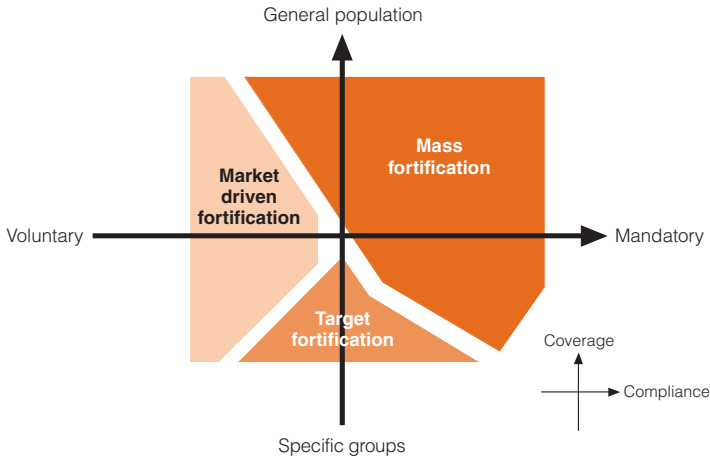 General population
Mass
fortification
Market
driven
fortification
Voluntary
Mandatory
Target
fortification
Coverage
Compliance
Specific groups